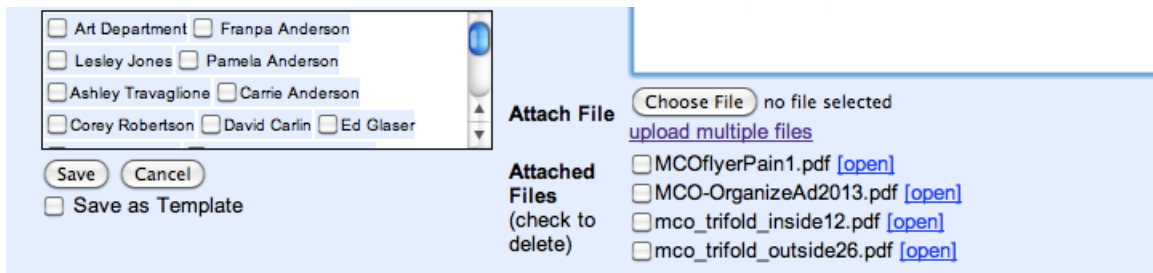 Art Department Franpa Anderson
Lesley Jones Pamela Anderson
Ashley Travaglione Carrie Anderson
Corey Robertson David Carlin Ed Glaser
Save Cancel
Save as Template
Attach File Choose File no file selected
upload multiple files
Attached Files (check to delete)
MCOflyerPain1.pdf [open]
MCO-OrganizeAd2013.pdf [open]
mco_trifold_inside12.pdf [open]
mco_trifold_outside26.pdf [open]